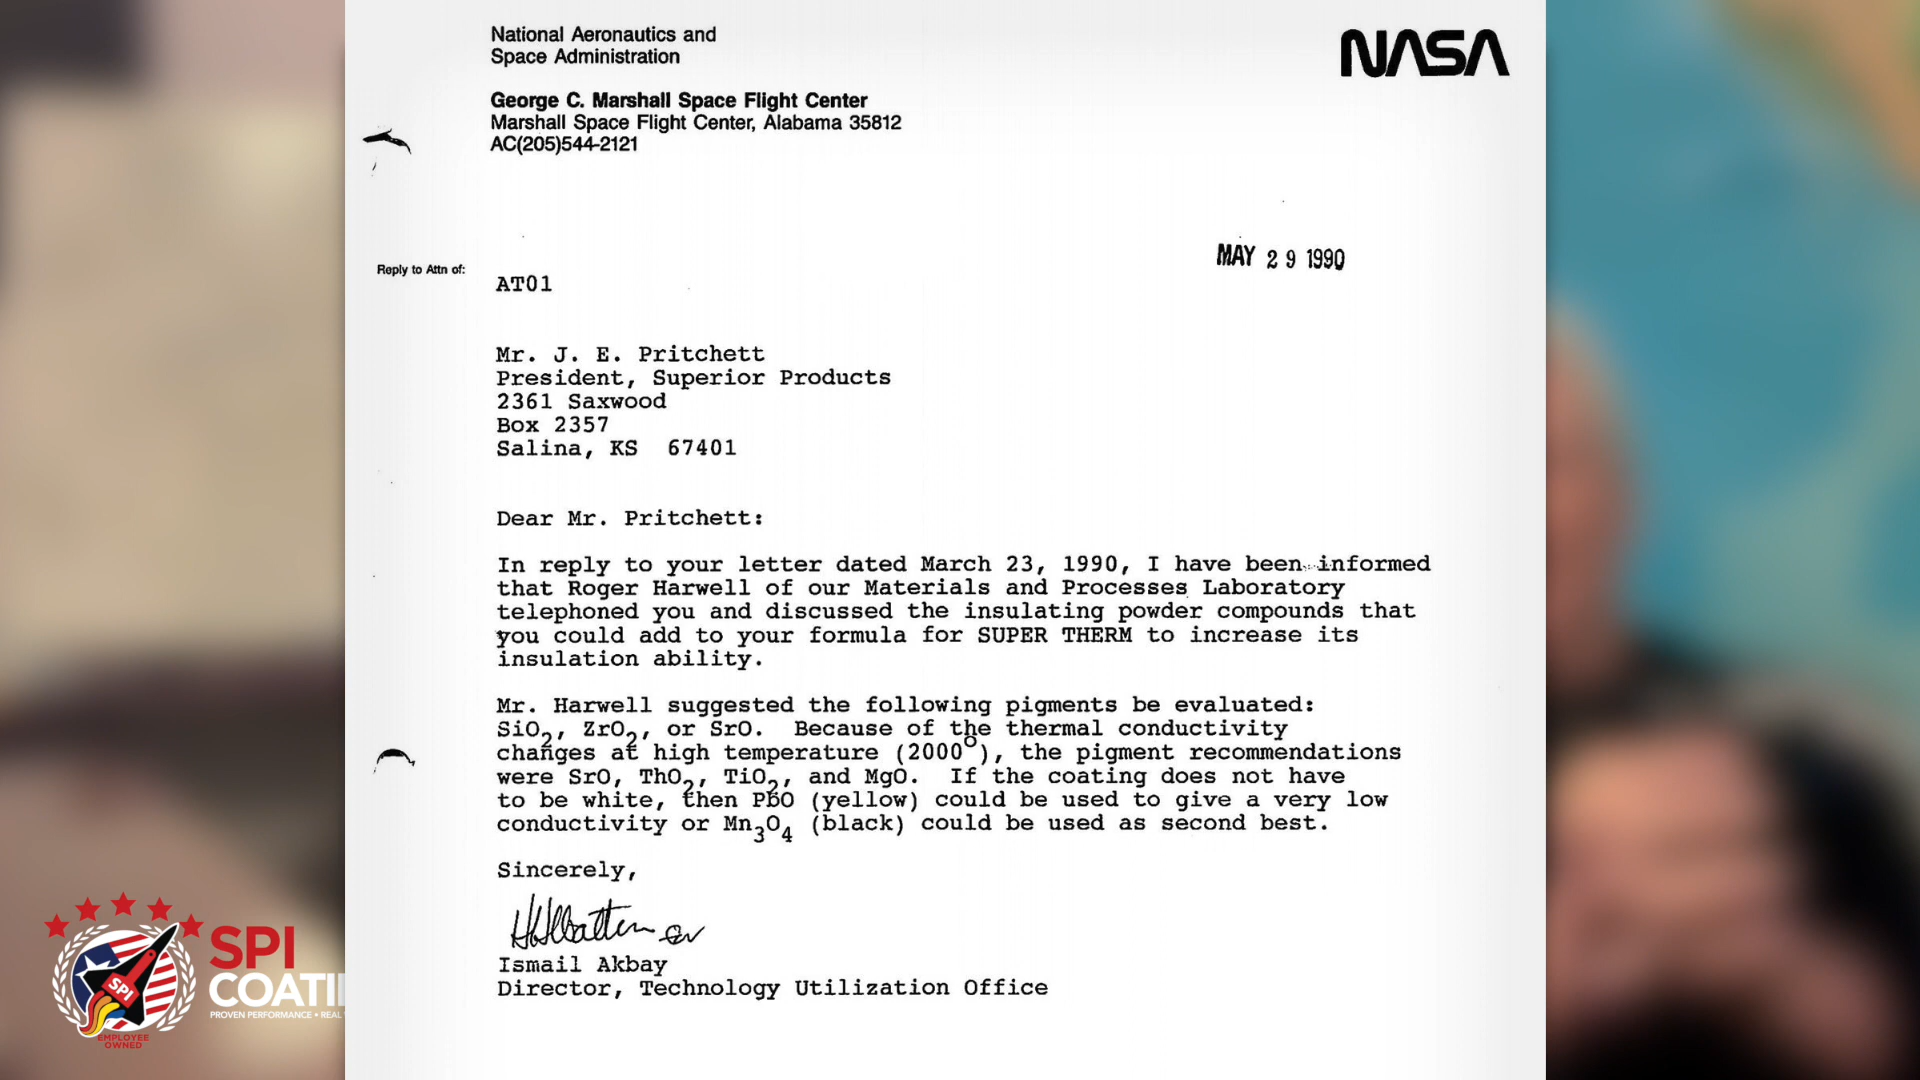 National Aeronautics and
Space Administration
NASA
George C. Marshall Space Flight Center
Marshall Space Flight Center, Alabama 35812
AC(205)544-2121
MAY 29 1990
Reply to Attn of:
AT01
Mr. J. E. Pritchett
President, Superior Products
2361 Saxwood
Box 2357
Salina, KS 67401
Dear Mr. Pritchett:
In reply to your letter dated March 23, 1990, I have been informed
that Roger Harwell of our Materials and Processes Laboratory
telephoned you and discussed the insulating powder compounds that
you could add to your formula for SUPER THERM to increase its
insulation ability.
Mr. Harwell suggested the following pigments be evaluated:
SiO₂, ZrO₂, or SrO. Because of the thermal conductivity
changes at high temperature (2000°), the pigment recommendations
were SrO, ThO₂, TiO₂, and MgO. If the coating does not have
to be white, then PbO (yellow) could be used to give a very low
conductivity or Mn₃O₄ (black) could be used as second best.
Sincerely,
Ismail Akbay
Director, Technology Utilization Office
SPI
SPI
COATI
PROVEN PERFORMANCE • REAL
EMPLOYEE
OWNED